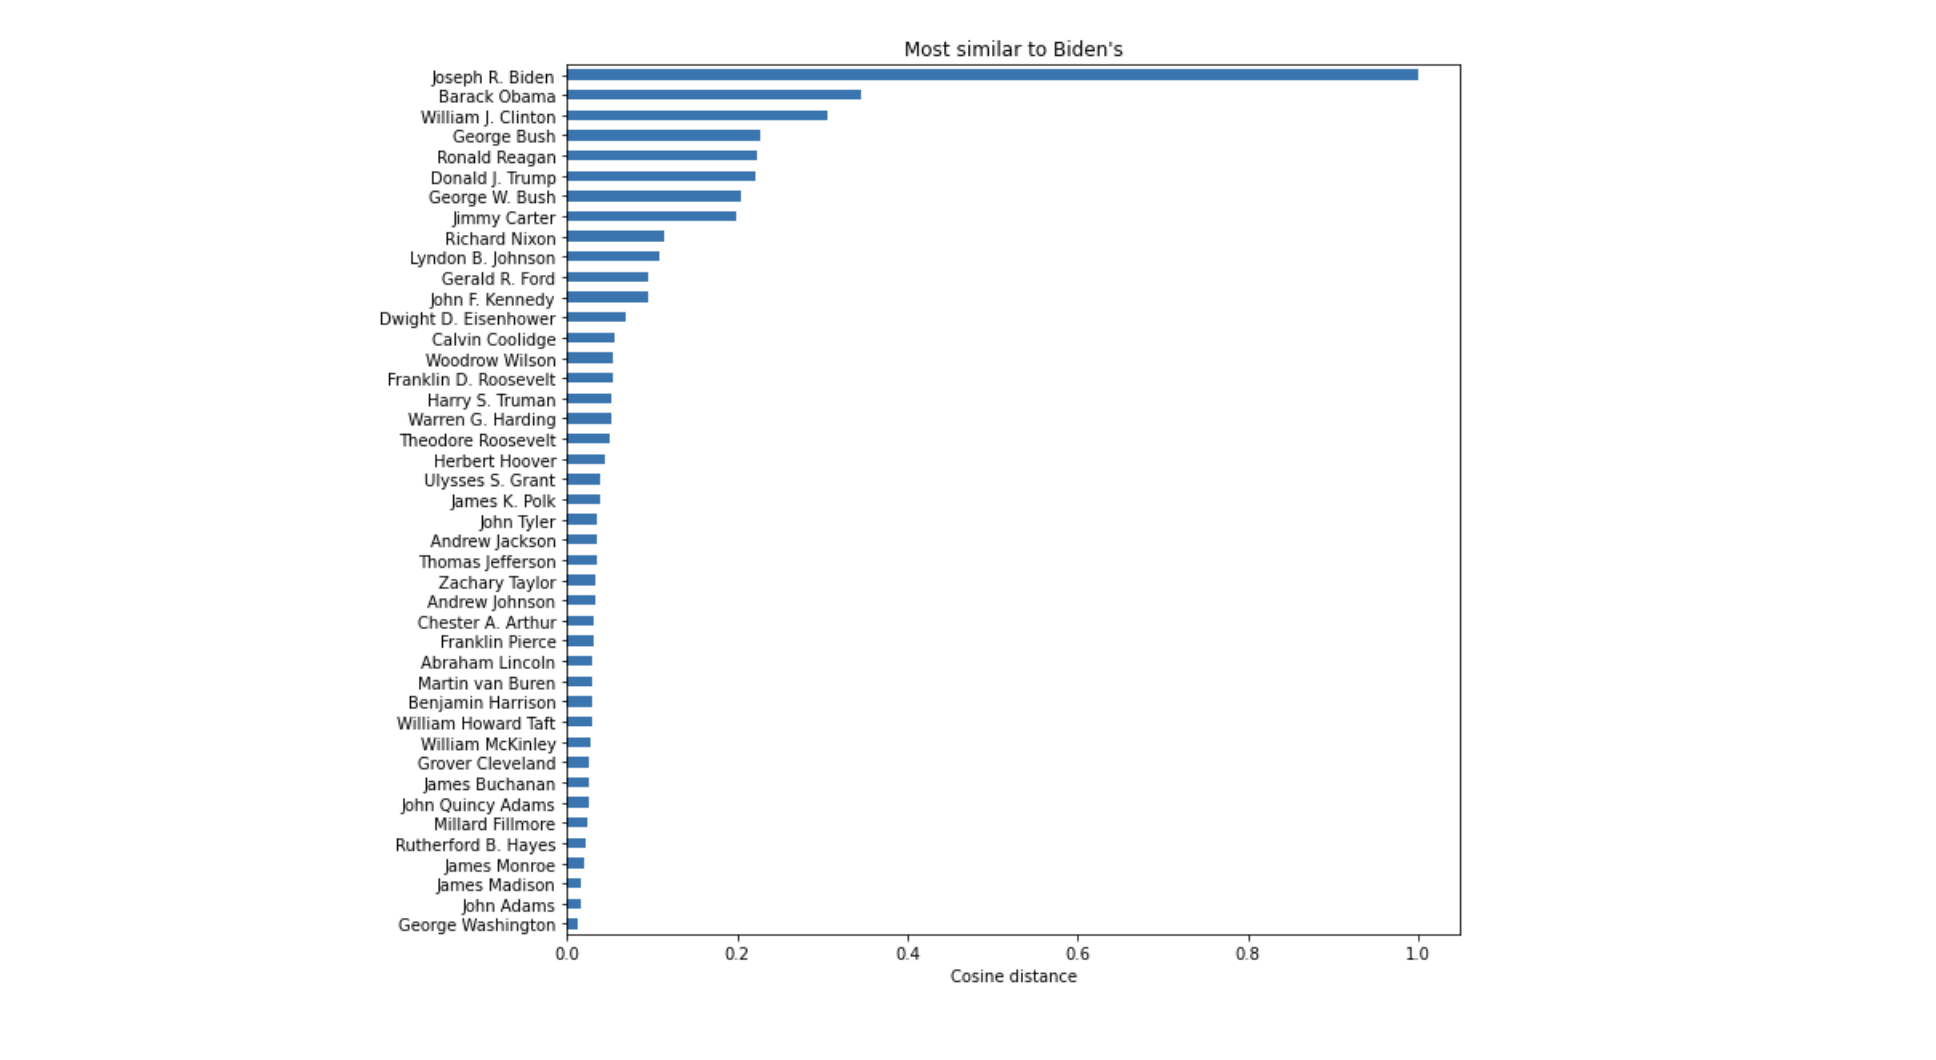 Most similar to Biden's
Joseph R. Biden
Barack Obama
William J. Clinton
George Bush
Ronald Reagan
Donald J. Trump
George W. Bush
Jimmy Carter
Richard Nixon
Lyndon B. Johnson
Gerald R. Ford
John F. Kennedy
Dwight D. Eisenhower
Calvin Coolidge
Woodrow Wilson
Franklin D. Roosevelt
Harry S. Truman
Warren G. Harding
Theodore Roosevelt
Herbert Hoover
Ulysses S. Grant
James K. Polk
John Tyler
Andrew Jackson
Thomas Jefferson
Zachary Taylor
Andrew Johnson
Chester A. Arthur
Franklin Pierce
Abraham Lincoln
Martin van Buren
Benjamin Harrison
William Howard Taft
William McKinley
Grover Cleveland
James Buchanan
John Quincy Adams
Millard Fillmore
Rutherford B. Hayes
James Monroe
James Madison
John Adams
George Washington
0.0 0.2 0.4 0.6 0.8 1.0
Cosine distance